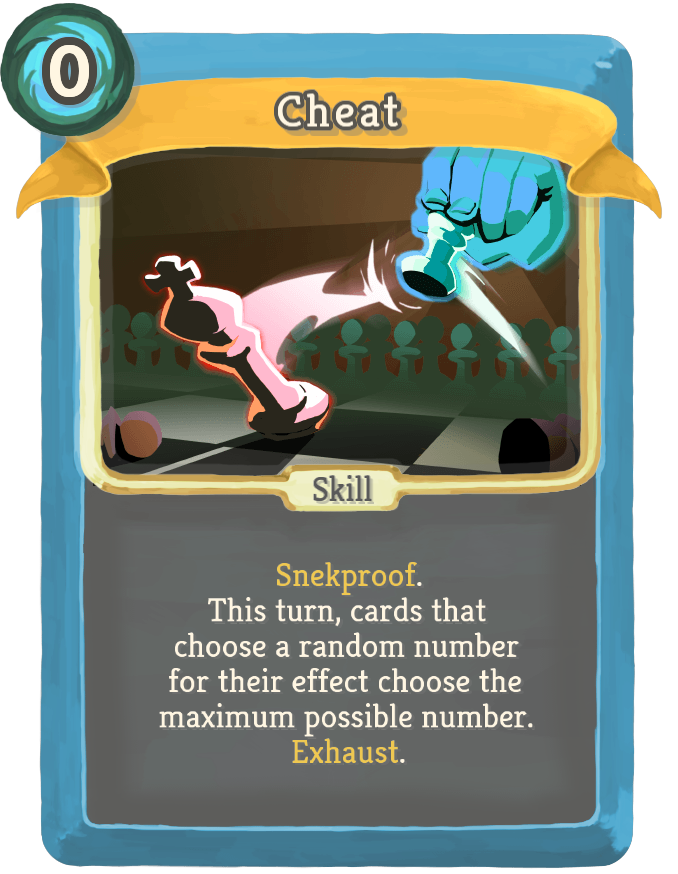 0
Cheat
Skill
Snekproof.
This turn, cards that
choose a random number
for their effect choose the
maximum possible number.
Exhaust.